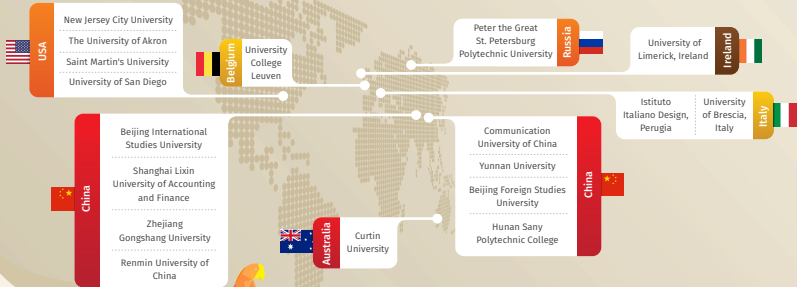 USA
New Jersey City University
The University of Akron
Saint Martin's University
University of San Diego
Belgium
University
College
Leuven
Peter the Great
St. Petersburg
Polytechnic University
Russia
University of
Limerick, Ireland
Ireland
Istituto
Italiano Design,
Perugia
University
of Brescia,
Italy
Italy
China
Beijing International
Studies University
Shanghai Lixin
University of Accounting
and Finance
Zhejiang
Gongshang University
Renmin University of
China
Australia
Curtin
University
Communication
University of China
Yunnan University
Beijing Foreign Studies
University
Hunan Sany
Polytechnic College
China